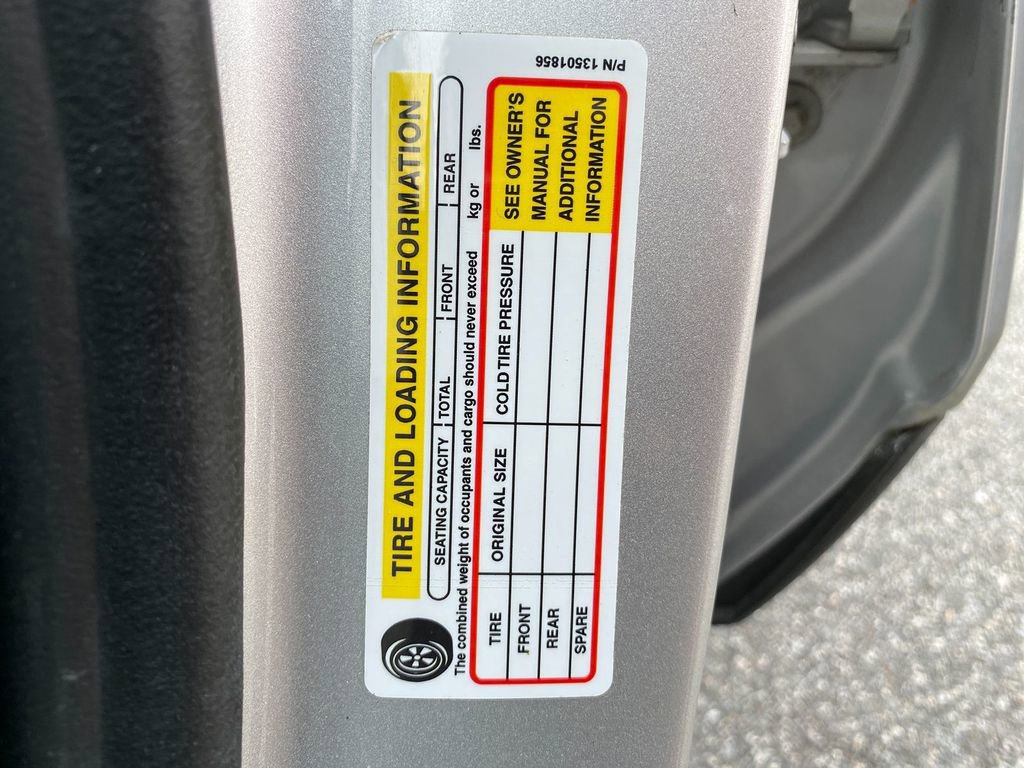 TIRE AND LOADING INFORMATION
SEATING CAPACITY TOTAL FRONT REAR
The combined weight of occupants and cargo should never exceed kg or lbs.
TIRE ORIGINAL SIZE COLD TIRE PRESSURE
FRONT
REAR
SPARE
SEE OWNER'S
MANUAL FOR
ADDITIONAL
INFORMATION
P/N 13501856